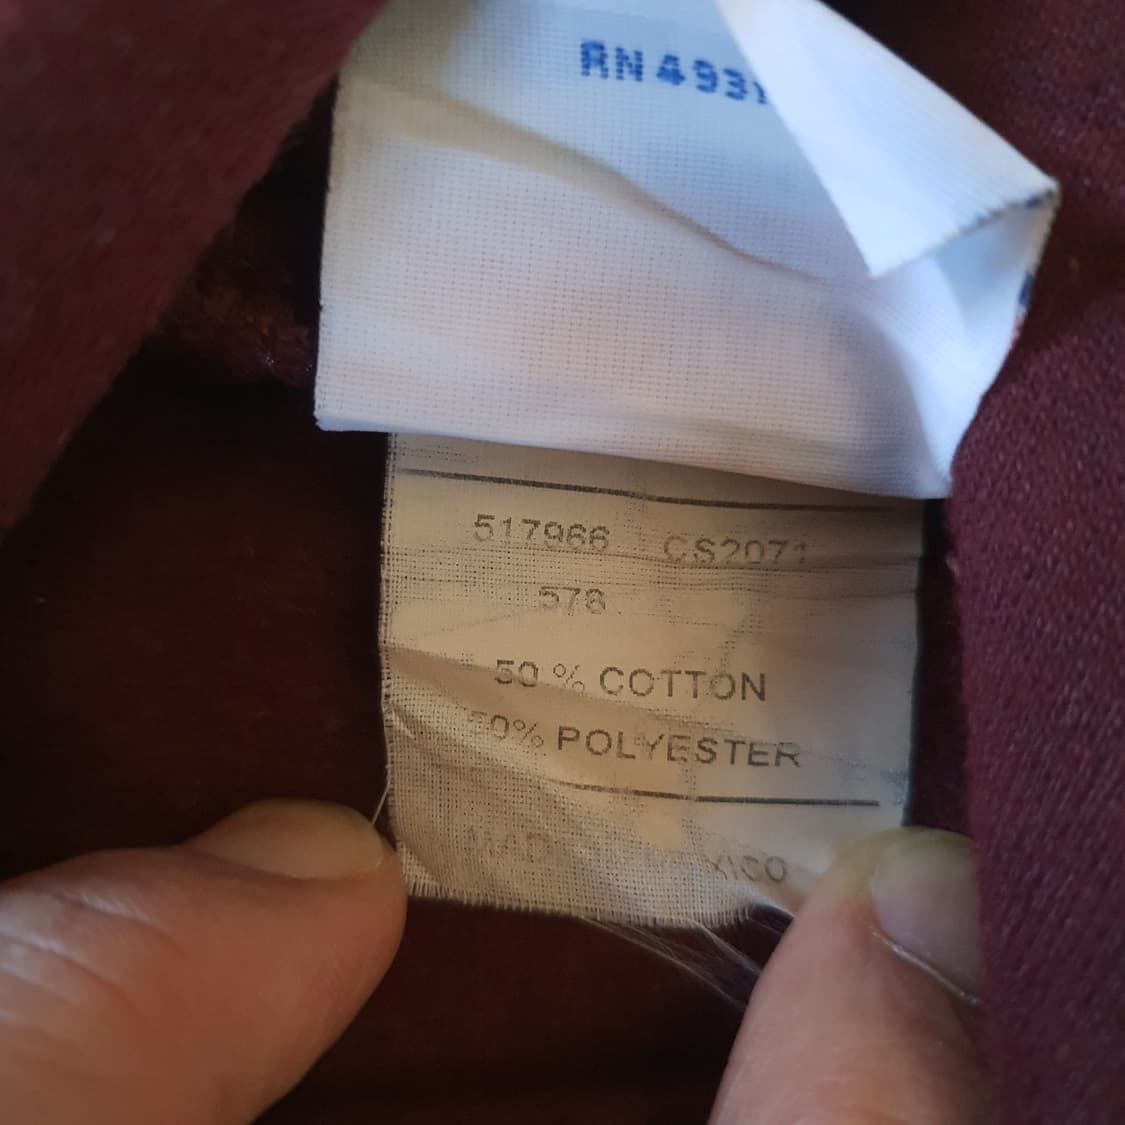 RN 493
517966 CS2071
578
50 % COTTON
50% POLYESTER